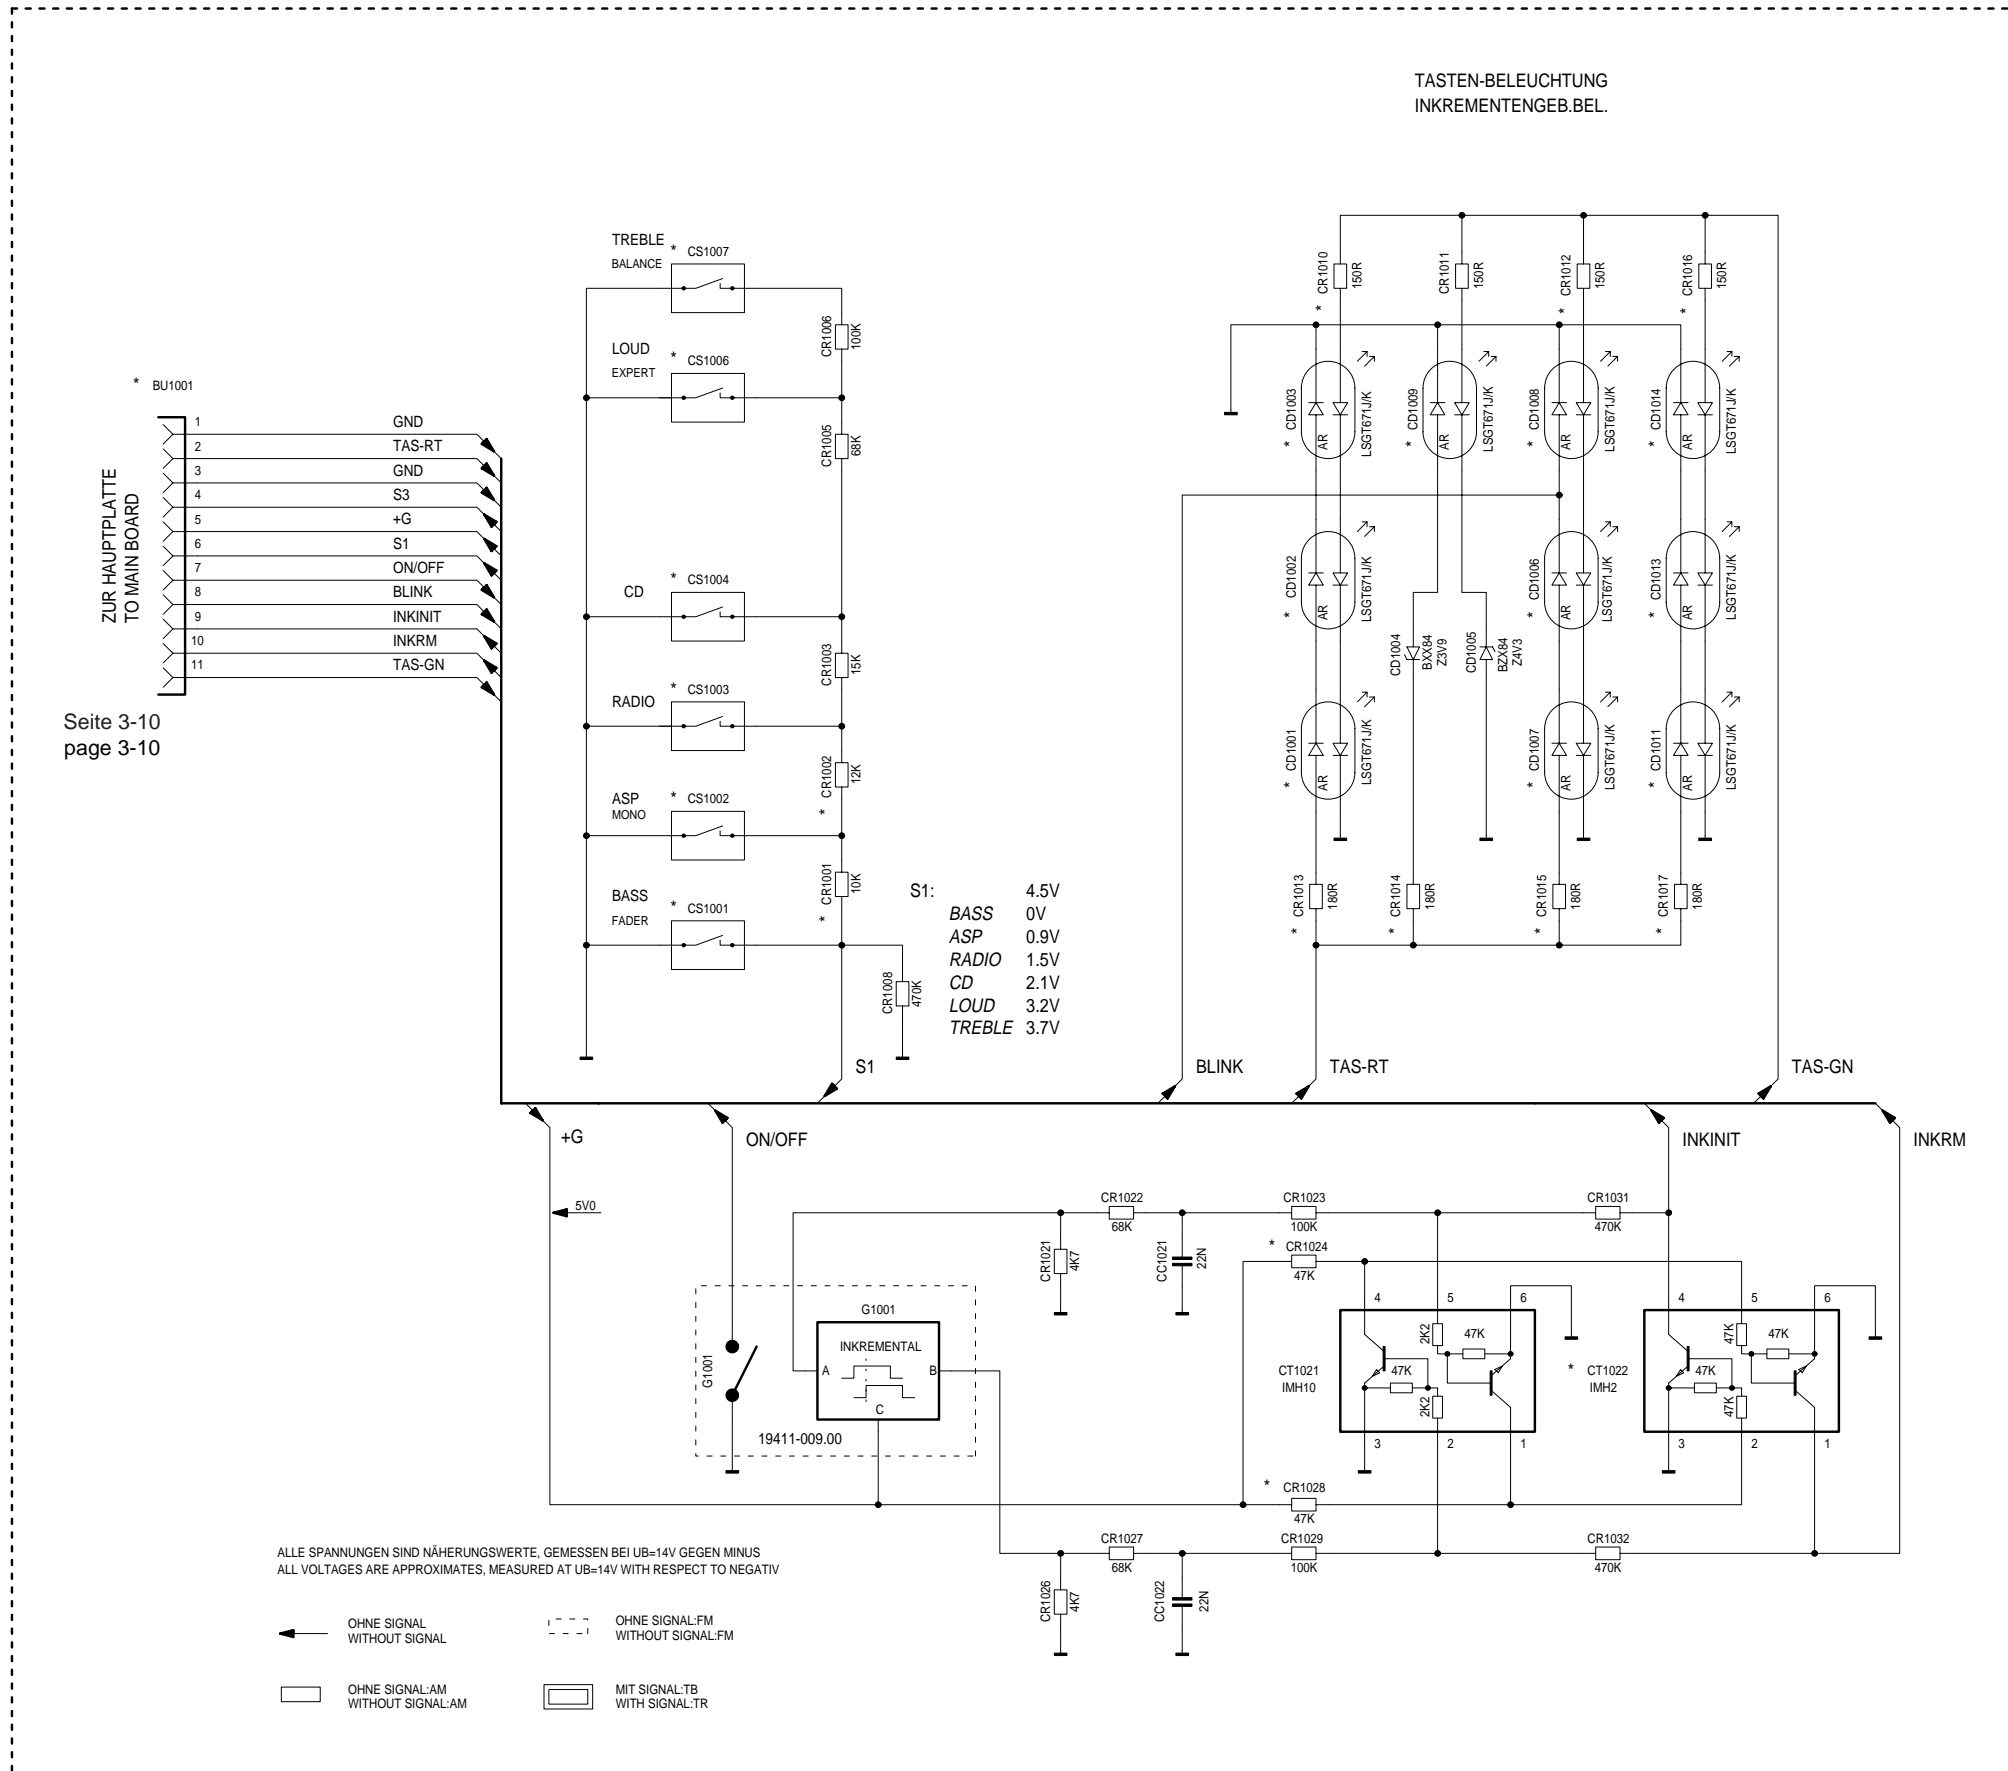 TASTEN-BELEUCHTUNG
INKREMENTENGEB.BEL.
* BU1001
ZUR HAUPTPLATTE
TO MAIN BOARD
1 GND
2 TAS-RT
3 GND
4 S3
5 +G
6 S1
7 ON/OFF
8 BLINK
9 INKINIT
10 INKRM
11 TAS-GN
Seite 3-10
page 3-10
TREBLE
BALANCE
* CS1007
CR1006
100K
LOUD
EXPERT
* CS1006
CR1005
68K
CD
* CS1004
CR1003
15K
RADIO
* CS1003
CR1002
12K
*
ASP
MONO
* CS1002
CR1001
10K
*
BASS
FADER
* CS1001
CR1008
470K
S1: 4.5V
BASS 0V
ASP 0.9V
RADIO 1.5V
CD 2.1V
LOUD 3.2V
TREBLE 3.7V
* CR1010
150R
CR1011
150R
* CR1012
150R
* CR1016
150R
* CD1003
AR
LSGT671J/K
* CD1009
AR
LSGT671J/K
* CD1008
AR
LSGT671J/K
* CD1014
AR
LSGT671J/K
* CD1002
AR
LSGT671J/K
CD1004
BXX84
Z3V9
CD1005
BZX84
Z4V3
* CD1006
AR
LSGT671J/K
* CD1013
AR
LSGT671J/K
* CD1001
AR
LSGT671J/K
* CD1007
AR
LSGT671J/K
* CD1011
AR
LSGT671J/K
* CR1013
180R
* CR1014
180R
* CR1015
180R
* CR1017
180R
S1
BLINK
TAS-RT
TAS-GN
+G
ON/OFF
INKINIT
INKRM
5V0
CR1022
68K
CR1023
100K
CR1031
470K
CR1021
4K7
CC1021
22N
* CR1024
47K
G1001
G1001
INKREMENTAL
A
B
C
19411-009.00
4 5 6
2K2
47K
47K
2K2
CT1021
IMH10
3 2 1
4 5 6
47K
47K
47K
47K
* CT1022
IMH2
3 2 1
* CR1028
47K
CR1027
68K
CR1029
100K
CR1032
470K
CR1026
4K7
CC1022
22N
ALLE SPANNUNGEN SIND NÄHERUNGSWERTE, GEMESSEN BEI UB=14V GEGEN MINUS
ALL VOLTAGES ARE APPROXIMATES, MEASURED AT UB=14V WITH RESPECT TO NEGATIV
OHNE SIGNAL
WITHOUT SIGNAL
OHNE SIGNAL:FM
WITHOUT SIGNAL:FM
OHNE SIGNAL:AM
WITHOUT SIGNAL:AM
MIT SIGNAL:TB
WITH SIGNAL:TR